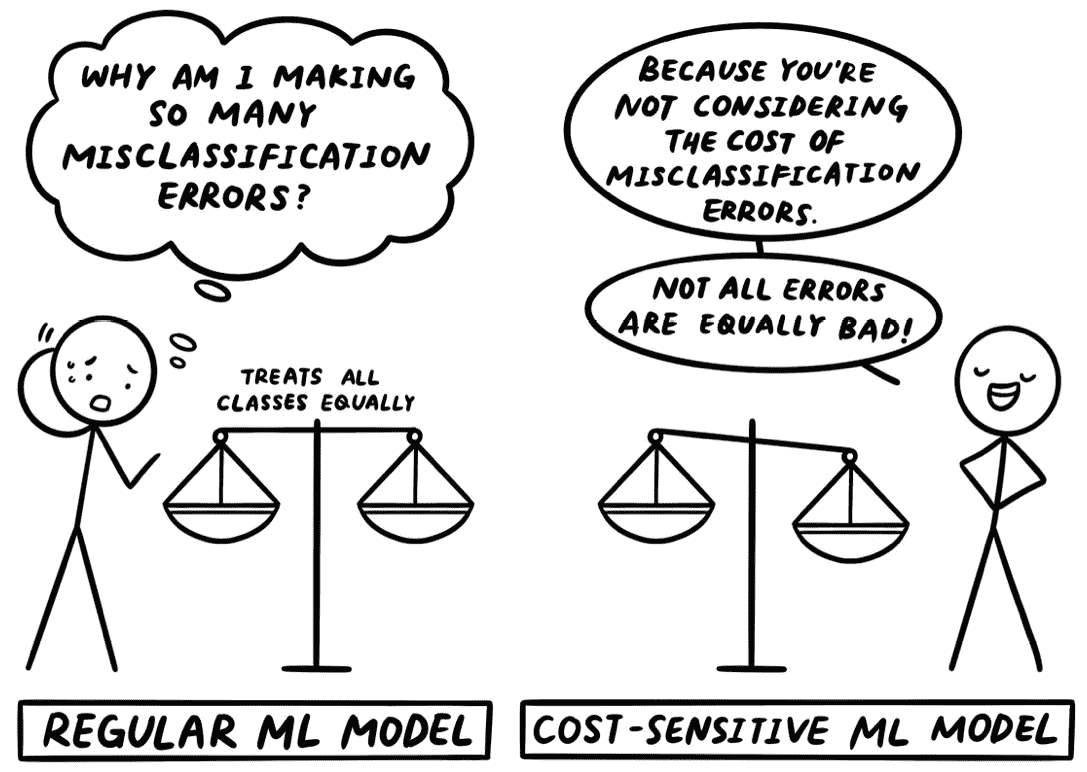 WHY AM I MAKING
SO MANY
MISCLASSIFICATION
ERRORS?
BECAUSE YOU'RE
NOT CONSIDERING
THE COST OF
MISCLASSIFICATION
ERRORS.
NOT ALL ERRORS
ARE EQUALLY BAD!
TREATS ALL
CLASSES EQUALLY
REGULAR ML MODEL
COST-SENSITIVE ML MODEL